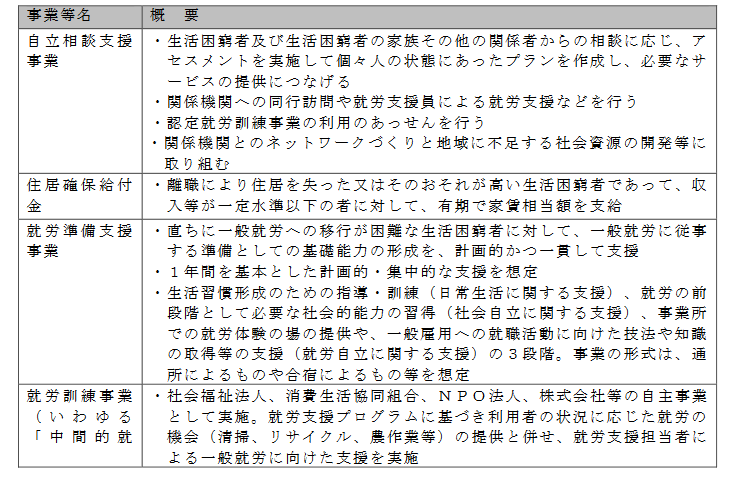 事業等名 概　要
自立相談支援事業
・生活困窮者及び生活困窮者の家族その他の関係者からの相談に応じ、ア
セスメントを実施して個々人の状態にあったプランを作成し、必要なサ
ービスの提供につなげる
・関係機関への同行訪問や就労支援員による就労支援などを行う
・認定就労訓練事業の利用のあっせんを行う
・関係機関とのネットワークづくりと地域に不足する社会資源の開発等に
取り組む
住居確保給付金
・離職により住居を失った又はそのおそれが高い生活困窮者であって、収
入等が一定水準以下の者に対して、有期で家賃相当額を支給
就労準備支援事業
・直ちに一般就労への移行が困難な生活困窮者に対して、一般就労に従事
する準備としての基礎能力の形成を、計画的かつ一貫して支援
・１年間を基本とした計画的・集中的な支援を想定
・生活習慣形成のための指導・訓練（日常生活に関する支援）、就労の前
段階として必要な社会的能力の習得（社会自立に関する支援）、事業所
での就労体験の場の提供や、一般雇用への就職活動に向けた技法や知識
の取得等の支援（就労自立に関する支援）の３段階。事業の形式は、通
所によるものや合宿によるもの等を想定
就労訓練事業
（いわゆる
「中間的就
・社会福祉法人、消費生活協同組合、ＮＰＯ法人、株式会社等の自主事業
として実施。就労支援プログラムに基づき利用者の状況に応じた就労の
機会（清掃、リサイクル、農作業等）の提供と併せ、就労支援担当者に
よる一般就労に向けた支援を実施